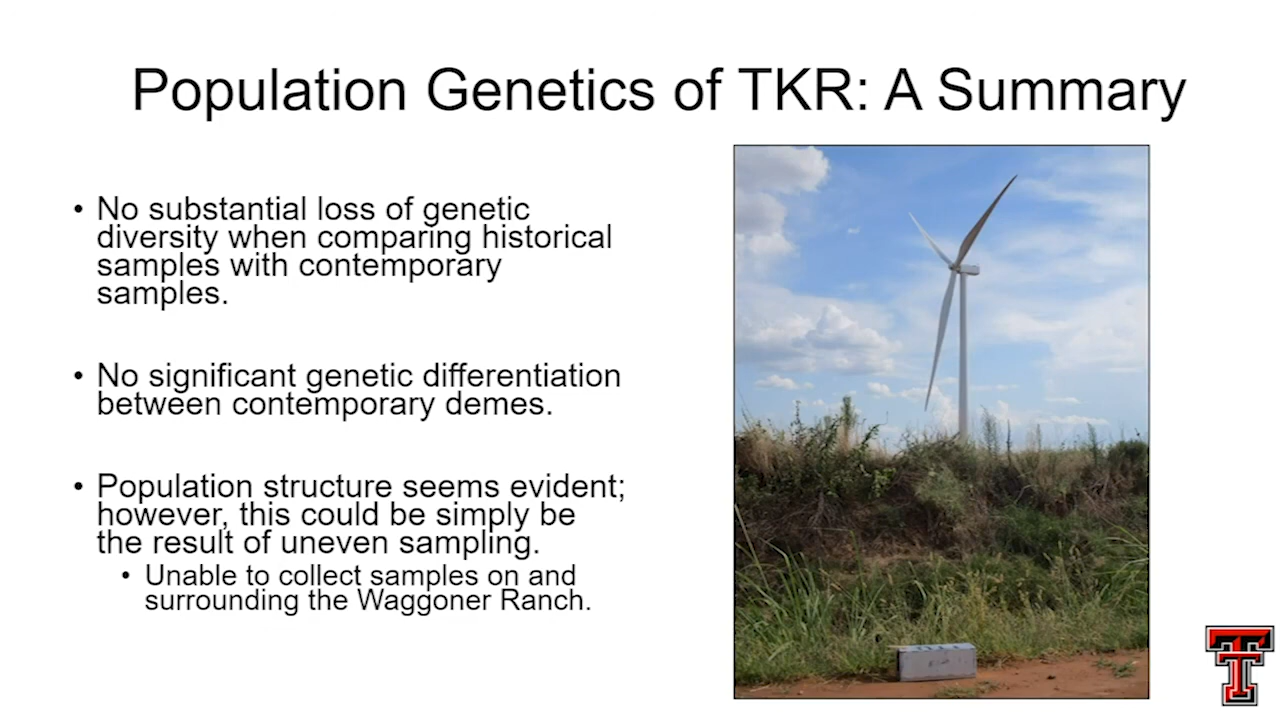 Population Genetics of TKR: A Summary
• No substantial loss of genetic
diversity when comparing historical
samples with contemporary
samples.
• No significant genetic differentiation
between contemporary demes.
• Population structure seems evident;
however, this could be simply be
the result of uneven sampling.
• Unable to collect samples on and
surrounding the Waggoner Ranch.